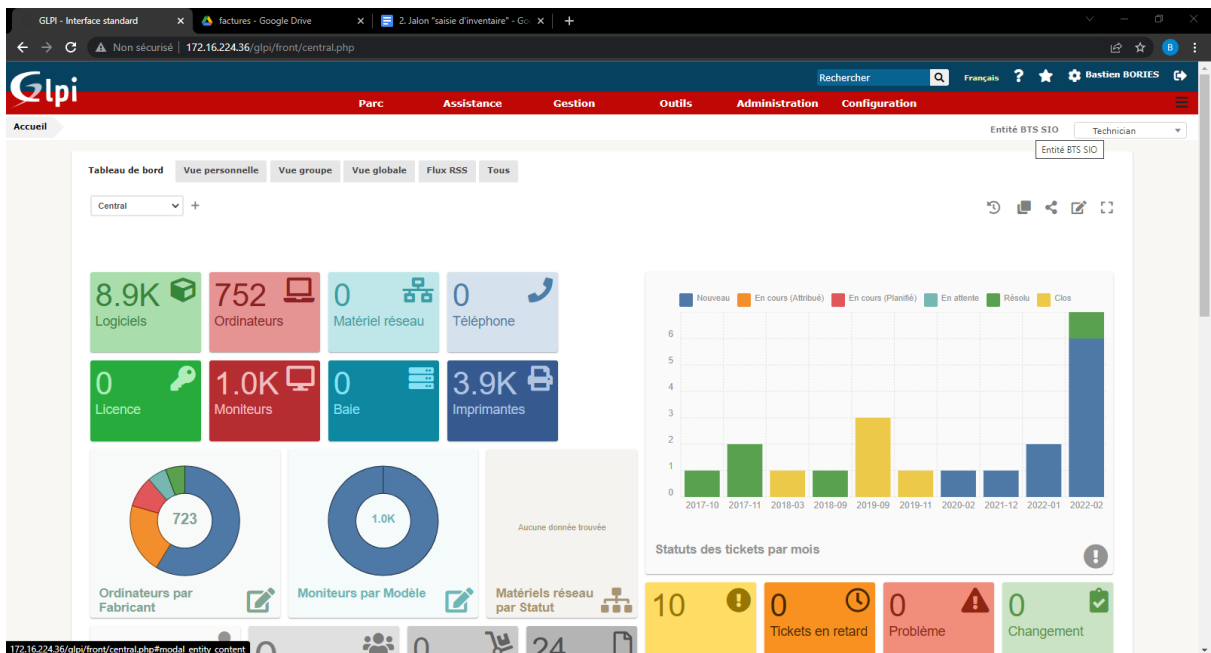 GLPI - Interface standard
factures - Google Drive
2. Jalon "saisie d'inventaire" - Go
Non sécurisé
172.16.224.36/glpi/front/central.php
B
Glpi
Rechercher
Français
Bastien BORIES
Parc
Assistance
Gestion
Outils
Administration
Configuration
Accueil
Entité BTS SIO
Technician
Entité BTS SIO
Tableau de bord
Vue personnelle
Vue groupe
Vue globale
Flux RSS
Tous
Central
8.9K
Logiciels
752
Ordinateurs
0
Matériel réseau
0
Téléphone
0
Licence
1.0K
Moniteurs
0
Baie
3.9K
Imprimantes
Nouveau
En cours (Attribué)
En cours (Planifié)
En attente
Résolu
Clos
6
5
4
3
2
1
0
2017-10
2017-11
2018-03
2018-09
2019-09
2019-11
2020-02
2021-12
2022-01
2022-02
Statuts des tickets par mois
723
Ordinateurs par
Fabricant
1.0K
Moniteurs par Modèle
Aucune donnée trouvée
Matériels réseau
par Statut
10
0
Tickets en retard
0
Problème
0
Changement
0
0
24
172.16.224.36/glpi/front/central.php#modal_entity_content